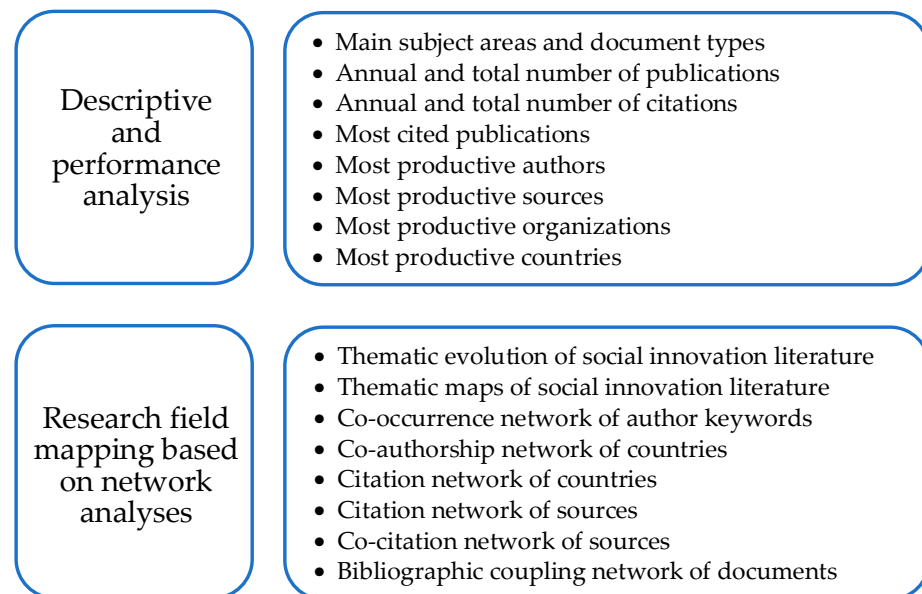 Descriptive
and
performance
analysis
• Main subject areas and document types
• Annual and total number of publications
• Annual and total number of citations
• Most cited publications
• Most productive authors
• Most productive sources
• Most productive organizations
• Most productive countries
Research field
mapping based
on network
analyses
• Thematic evolution of social innovation literature
• Thematic maps of social innovation literature
• Co-occurrence network of author keywords
• Co-authorship network of countries
• Citation network of countries
• Citation network of sources
• Co-citation network of sources
• Bibliographic coupling network of documents